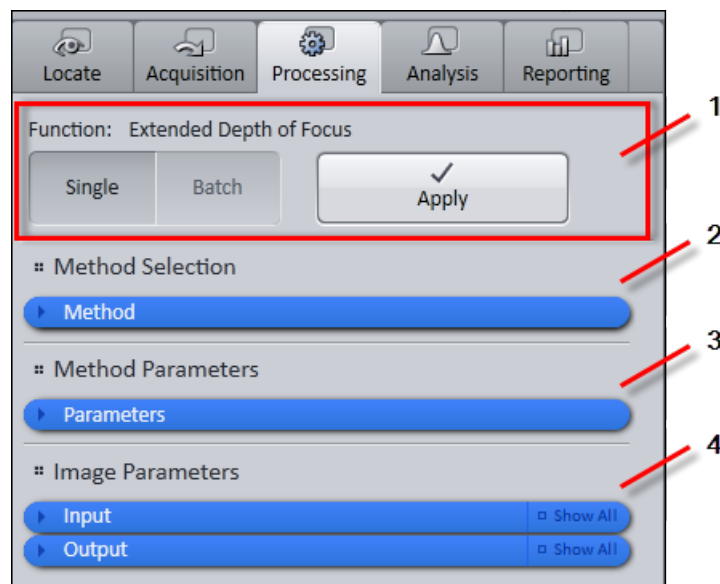 Locate Acquisition Processing Analysis Reporting
1
Function: Extended Depth of Focus
Single Batch Apply
2
Method Selection
Method
3
Method Parameters
Parameters
4
Image Parameters
Input Show All
Output Show All